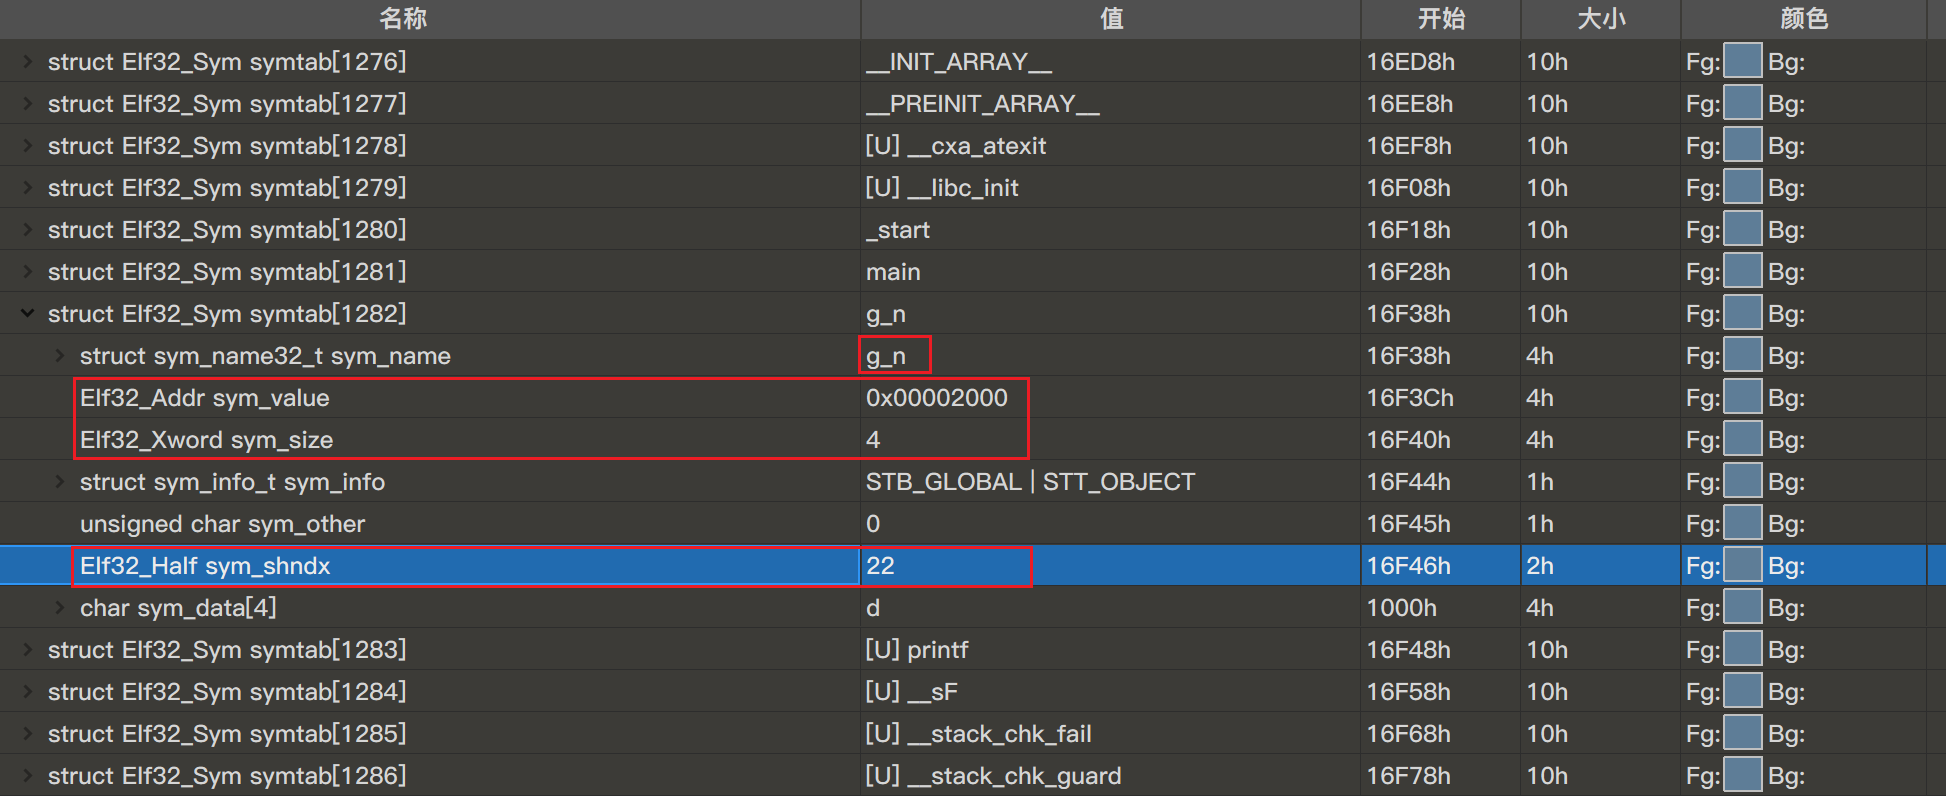 名称 值 开始 大小 颜色
struct Elf32_Sym symtab[1276] __INIT_ARRAY__ 16ED8h 10h Fg: Bg:
struct Elf32_Sym symtab[1277] __PREINIT_ARRAY__ 16EE8h 10h Fg: Bg:
struct Elf32_Sym symtab[1278] [U] __cxa_atexit 16EF8h 10h Fg: Bg:
struct Elf32_Sym symtab[1279] [U] __libc_init 16F08h 10h Fg: Bg:
struct Elf32_Sym symtab[1280] _start 16F18h 10h Fg: Bg:
struct Elf32_Sym symtab[1281] main 16F28h 10h Fg: Bg:
struct Elf32_Sym symtab[1282] g_n 16F38h 10h Fg: Bg:
struct sym_name32_t sym_name g_n 16F38h 4h Fg: Bg:
Elf32_Addr sym_value 0x00002000 16F3Ch 4h Fg: Bg:
Elf32_Xword sym_size 4 16F40h 4h Fg: Bg:
struct sym_info_t sym_info STB_GLOBAL | STT_OBJECT 16F44h 1h Fg: Bg:
unsigned char sym_other 0 16F45h 1h Fg: Bg:
Elf32_Half sym_shndx 22 16F46h 2h Fg: Bg:
char sym_data[4] d 1000h 4h Fg: Bg:
struct Elf32_Sym symtab[1283] [U] printf 16F48h 10h Fg: Bg:
struct Elf32_Sym symtab[1284] [U] __sF 16F58h 10h Fg: Bg:
struct Elf32_Sym symtab[1285] [U] __stack_chk_fail 16F68h 10h Fg: Bg:
struct Elf32_Sym symtab[1286] [U] __stack_chk_guard 16F78h 10h Fg: Bg: